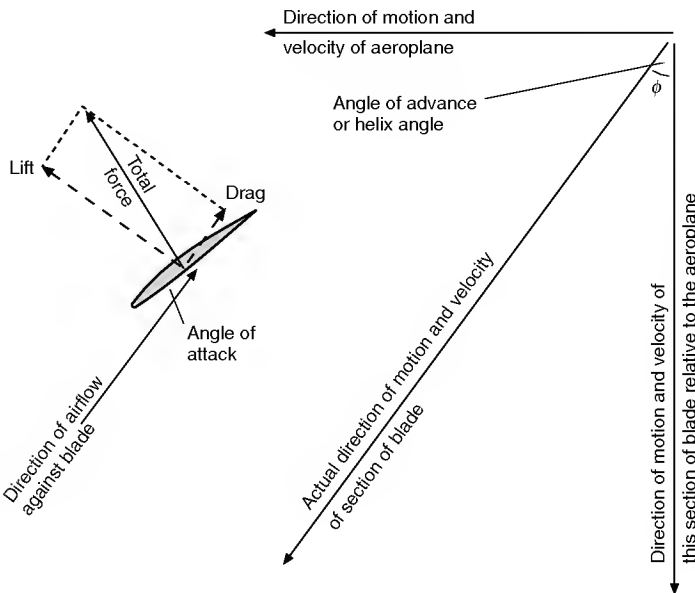 Direction of motion and
velocity of aeroplane
Angle of advance
or helix angle
ϕ
Lift
Total
force
Drag
Angle of
attack
Direction of airflow
against blade
Actual direction of motion and velocity
of section of blade
Direction of motion and velocity of
this section of blade relative to the aeroplane